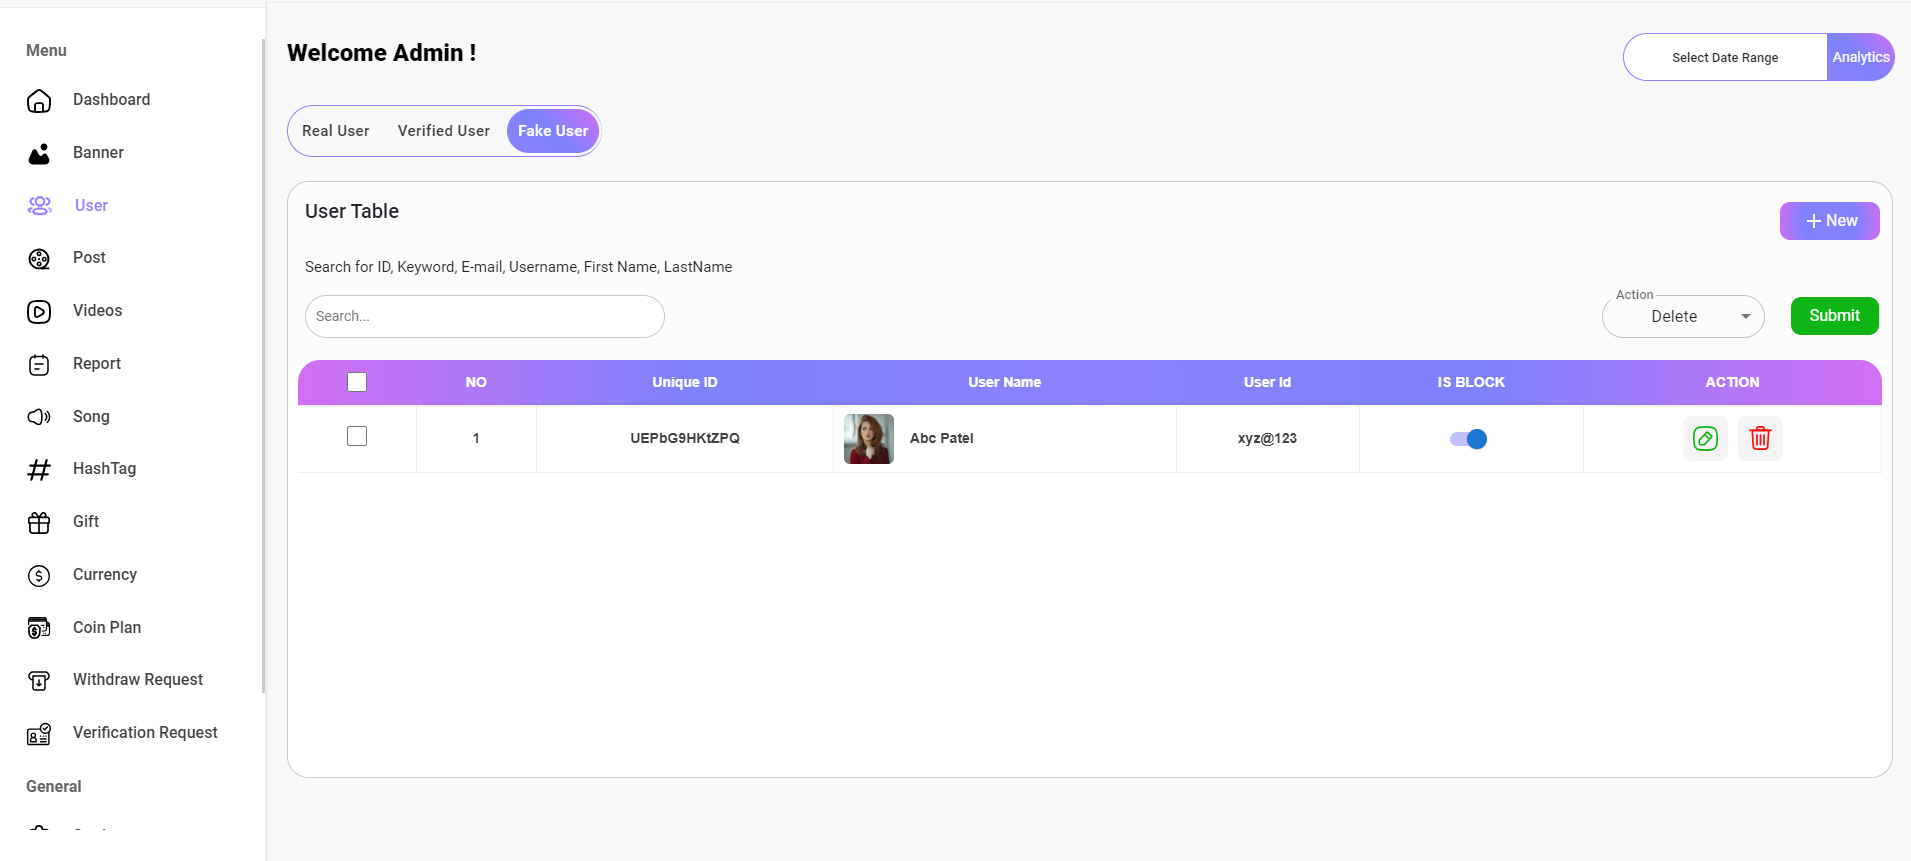 Menu
Dashboard
Banner
User
Post
Videos
Report
Song
HashTag
Gift
Currency
Coin Plan
Withdraw Request
Verification Request
General
Welcome Admin !
Select Date Range
Analytics
Real User
Verified User
Fake User
User Table
+ New
Search for ID, Keyword, E-mail, Username, First Name, LastName
Search...
Action
Delete
Submit
NO
Unique ID
User Name
User Id
IS BLOCK
ACTION
1
UEPbG9HKtZPQ
Abc Patel
xyz@123